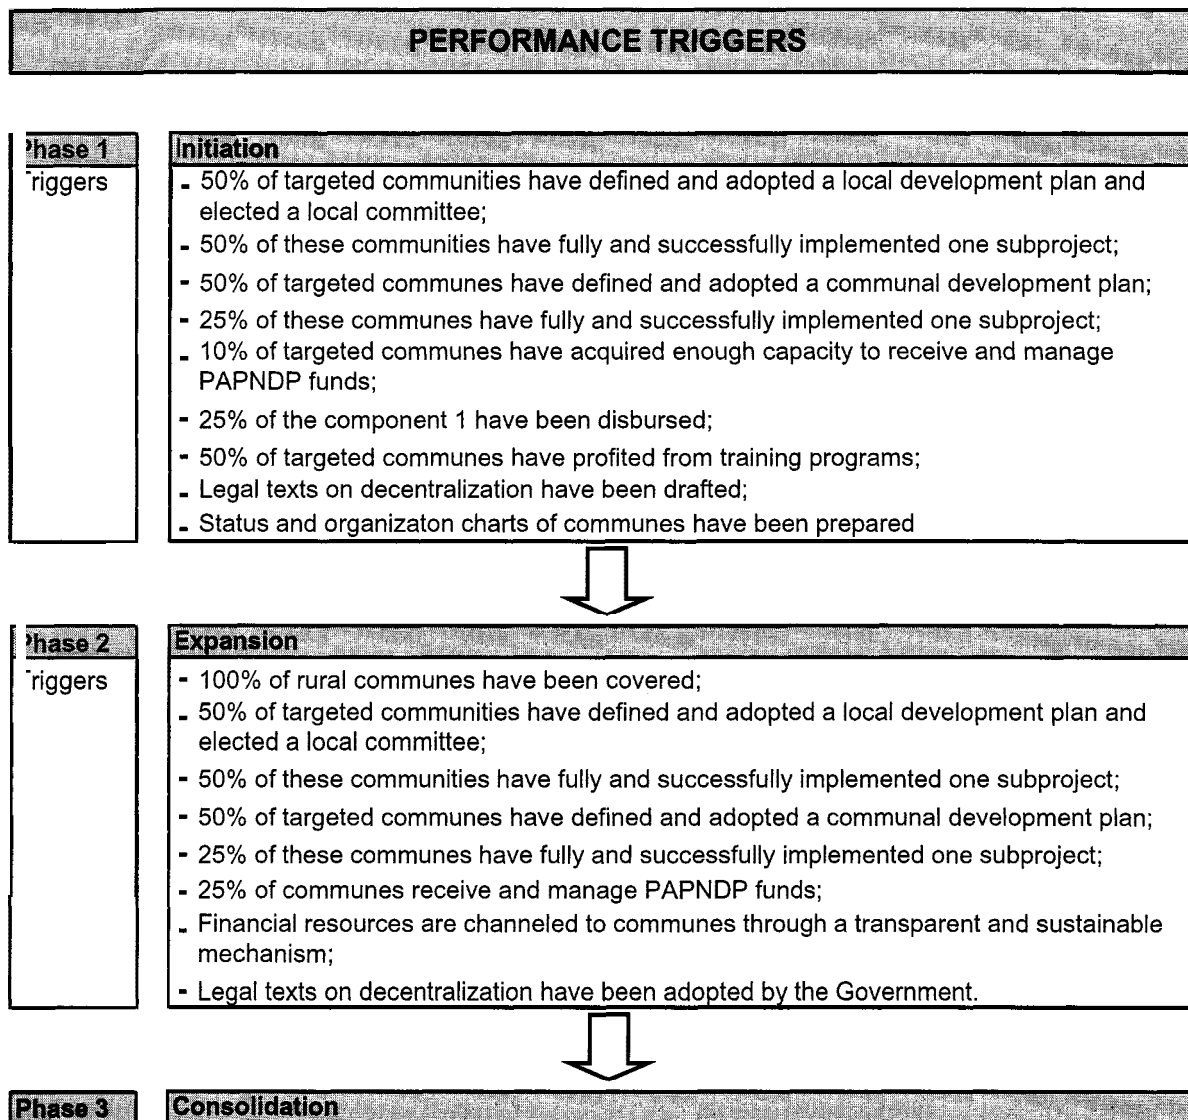 PERFORMANCE TRIGGERS
Phase 1
Initiation
Triggers
- 50% of targeted communities have defined and adopted a local development plan and
elected a local committee;
- 50% of these communities have fully and successfully implemented one subproject;
- 50% of targeted communes have defined and adopted a communal development plan;
- 25% of these communes have fully and successfully implemented one subproject;
- 10% of targeted communes have acquired enough capacity to receive and manage
PAPNDP funds;
- 25% of the component 1 have been disbursed;
- 50% of targeted communes have profited from training programs;
- Legal texts on decentralization have been drafted;
- Status and organizaton charts of communes have been prepared
Phase 2
Expansion
Triggers
- 100% of rural communes have been covered;
- 50% of targeted communities have defined and adopted a local development plan and
elected a local committee;
- 50% of these communities have fully and successfully implemented one subproject;
- 50% of targeted communes have defined and adopted a communal development plan;
- 25% of these communes have fully and successfully implemented one subproject;
- 25% of communes receive and manage PAPNDP funds;
- Financial resources are channeled to communes through a transparent and sustainable
mechanism;
- Legal texts on decentralization have been adopted by the Government.
Phase 3
Consolidation